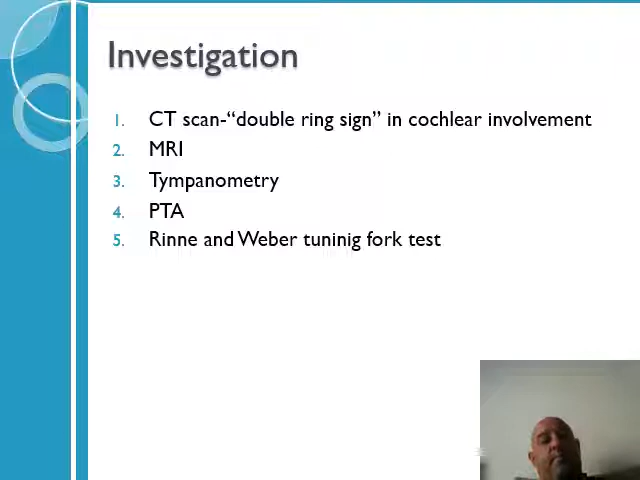 Investigation
1. CT scan-“double ring sign” in cochlear involvement
2. MRI
3. Tympanometry
4. PTA
5. Rinne and Weber tuninig fork test